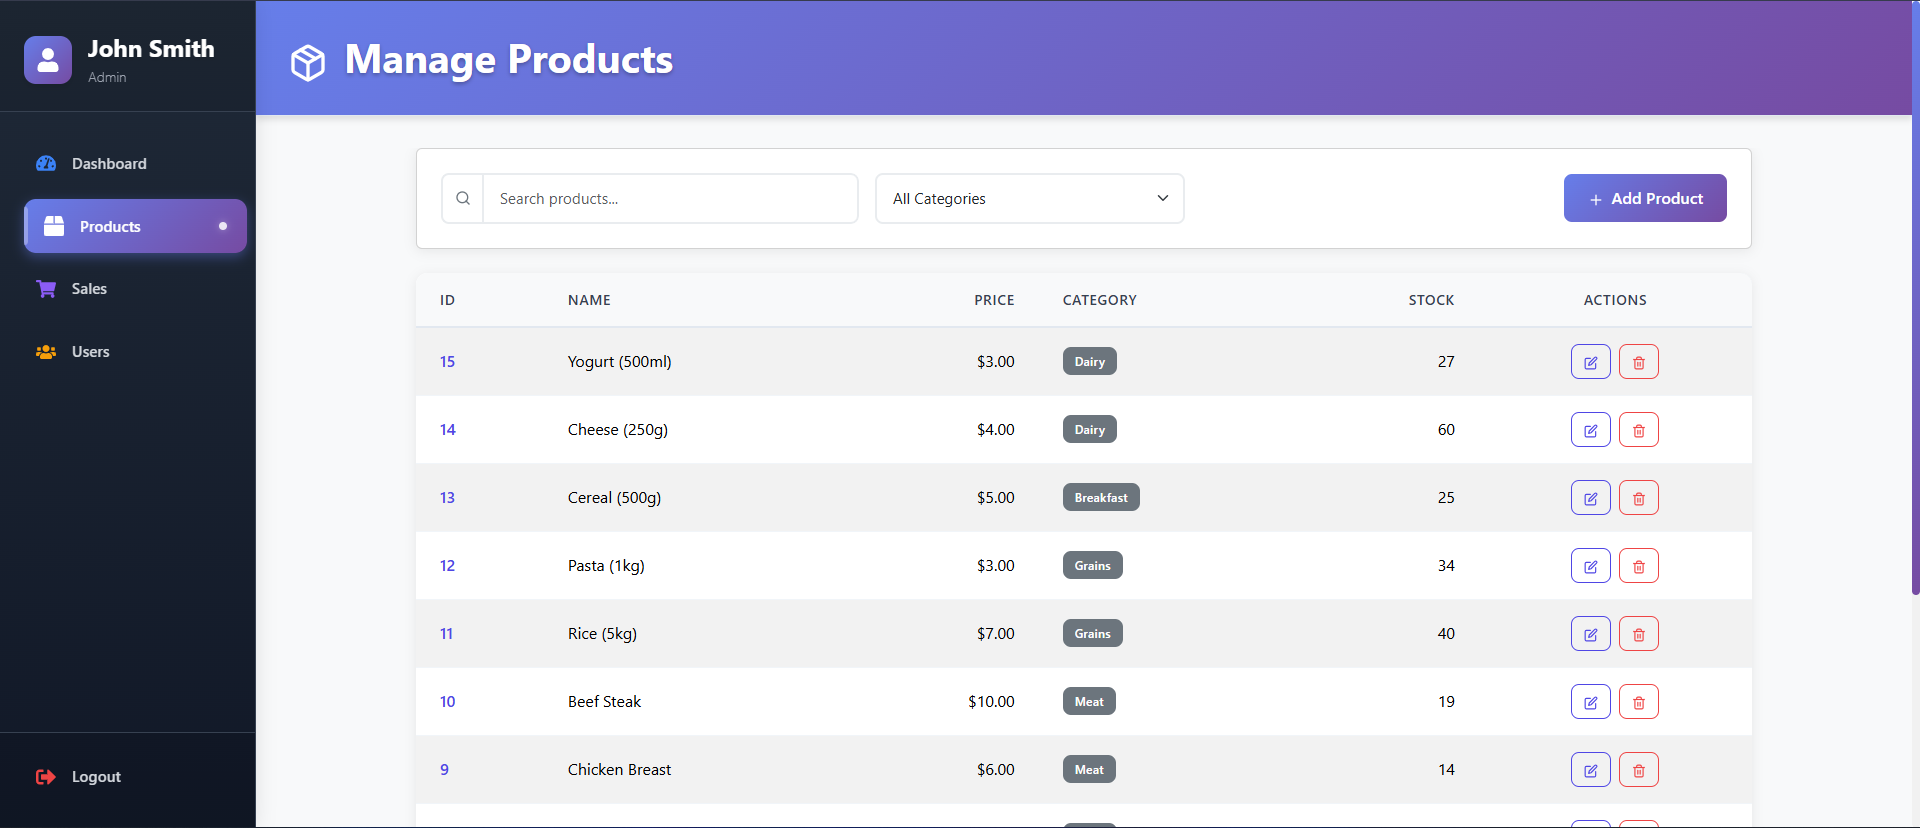 John Smith
Admin
Dashboard
Products
Sales
Users
Logout
Manage Products
Search products...
All Categories
+ Add Product
ID NAME PRICE CATEGORY STOCK ACTIONS
15 Yogurt (500ml) $3.00 Dairy 27
14 Cheese (250g) $4.00 Dairy 60
13 Cereal (500g) $5.00 Breakfast 25
12 Pasta (1kg) $3.00 Grains 34
11 Rice (5kg) $7.00 Grains 40
10 Beef Steak $10.00 Meat 19
9 Chicken Breast $6.00 Meat 14